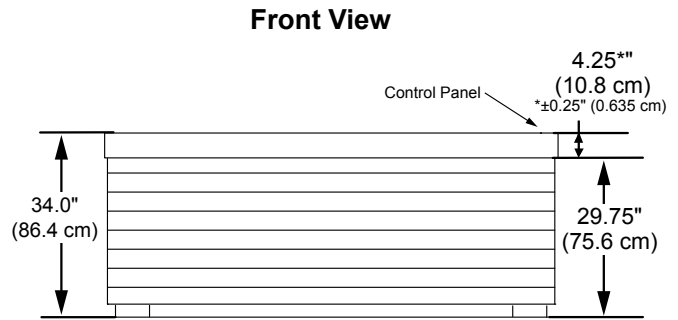 Front View
4.25*"
(10.8 cm)
*±0.25" (0.635 cm)
Control Panel
34.0"
(86.4 cm)
29.75"
(75.6 cm)